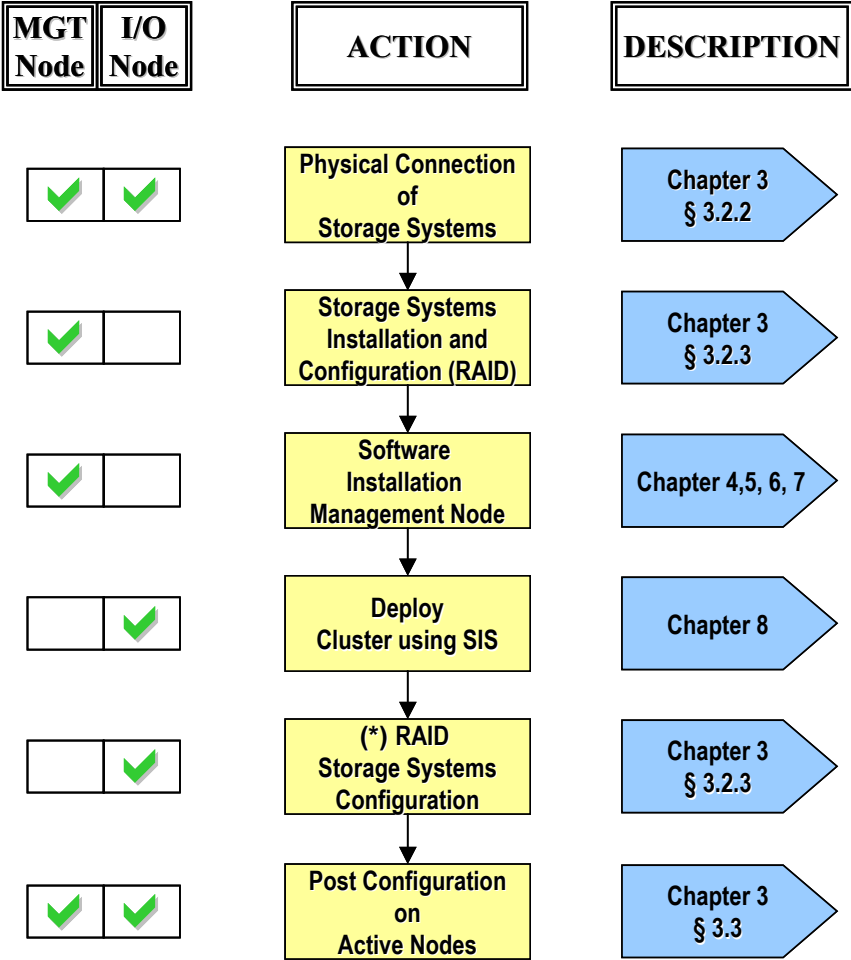 MGT
Node
I/O
Node
ACTION
DESCRIPTION
Physical Connection
of
Storage Systems
Chapter 3
§ 3.2.2
Storage Systems
Installation and
Configuration (RAID)
Chapter 3
§ 3.2.3
Software
Installation
Management Node
Chapter 4,5, 6, 7
Deploy
Cluster using SIS
Chapter 8
(*) RAID
Storage Systems
Configuration
Chapter 3
§ 3.2.3
Post Configuration
on
Active Nodes
Chapter 3
§ 3.3